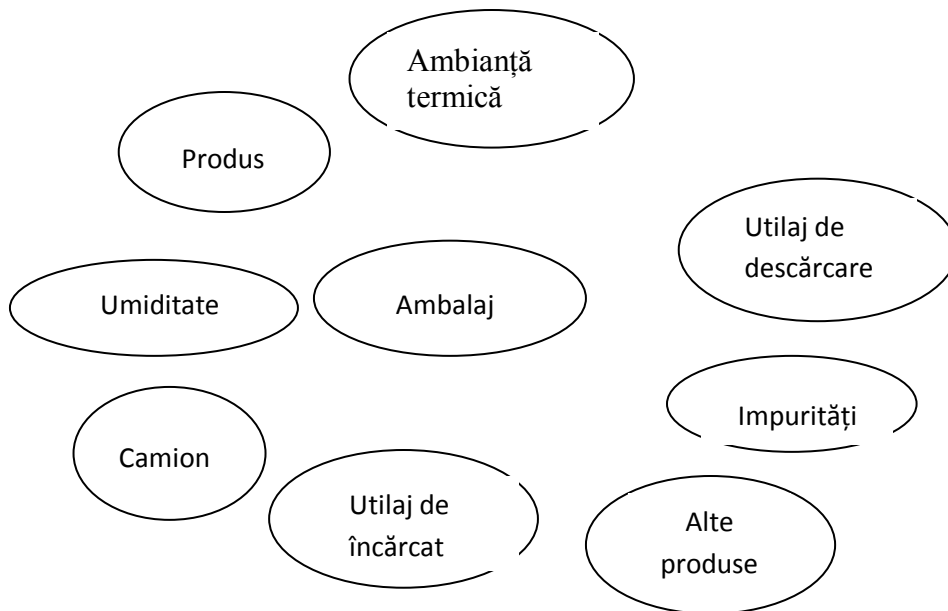 Ambianță
termică
Produs
Utilaj de
descărcare
Umiditate
Ambalaj
Impurități
Camion
Utilaj de
încărcat
Alte
produse